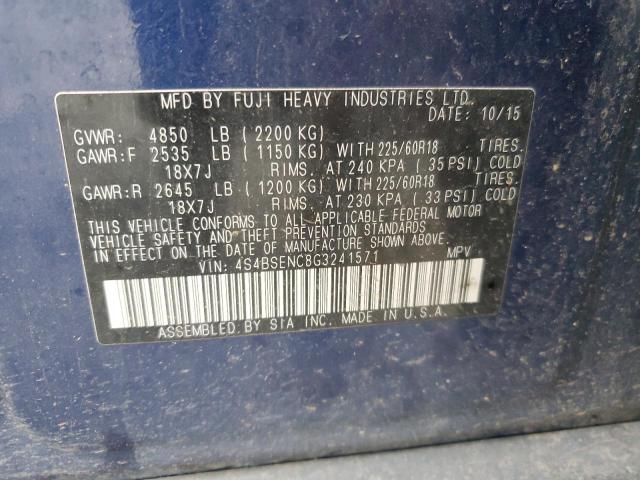 MFD BY FUJI HEAVY INDUSTRIES LTD.
DATE: 10/15
GVWR: 4850 LB (2200 KG)
GAWR:F 2535 LB (1150 KG) WITH 225/60R18 TIRES.
18X7J RIMS. AT 240 KPA (35 PSI) COLD
GAWR:R 2645 LB (1200 KG) WITH 225/60R18 TIRES.
18X7J RIMS. AT 230 KPA (33 PSI) COLD
THIS VEHICLE CONFORMS TO ALL APPLICABLE FEDERAL MOTOR
VEHICLE SAFETY AND THEFT PREVENTION STANDARDS
IN EFFECT ON THE DATE OF MANUFACTURE SHOWN ABOVE.
VIN: 4S4BSENC8G3241571 MPV
ASSEMBLED BY SIA INC. MADE IN U.S.A.